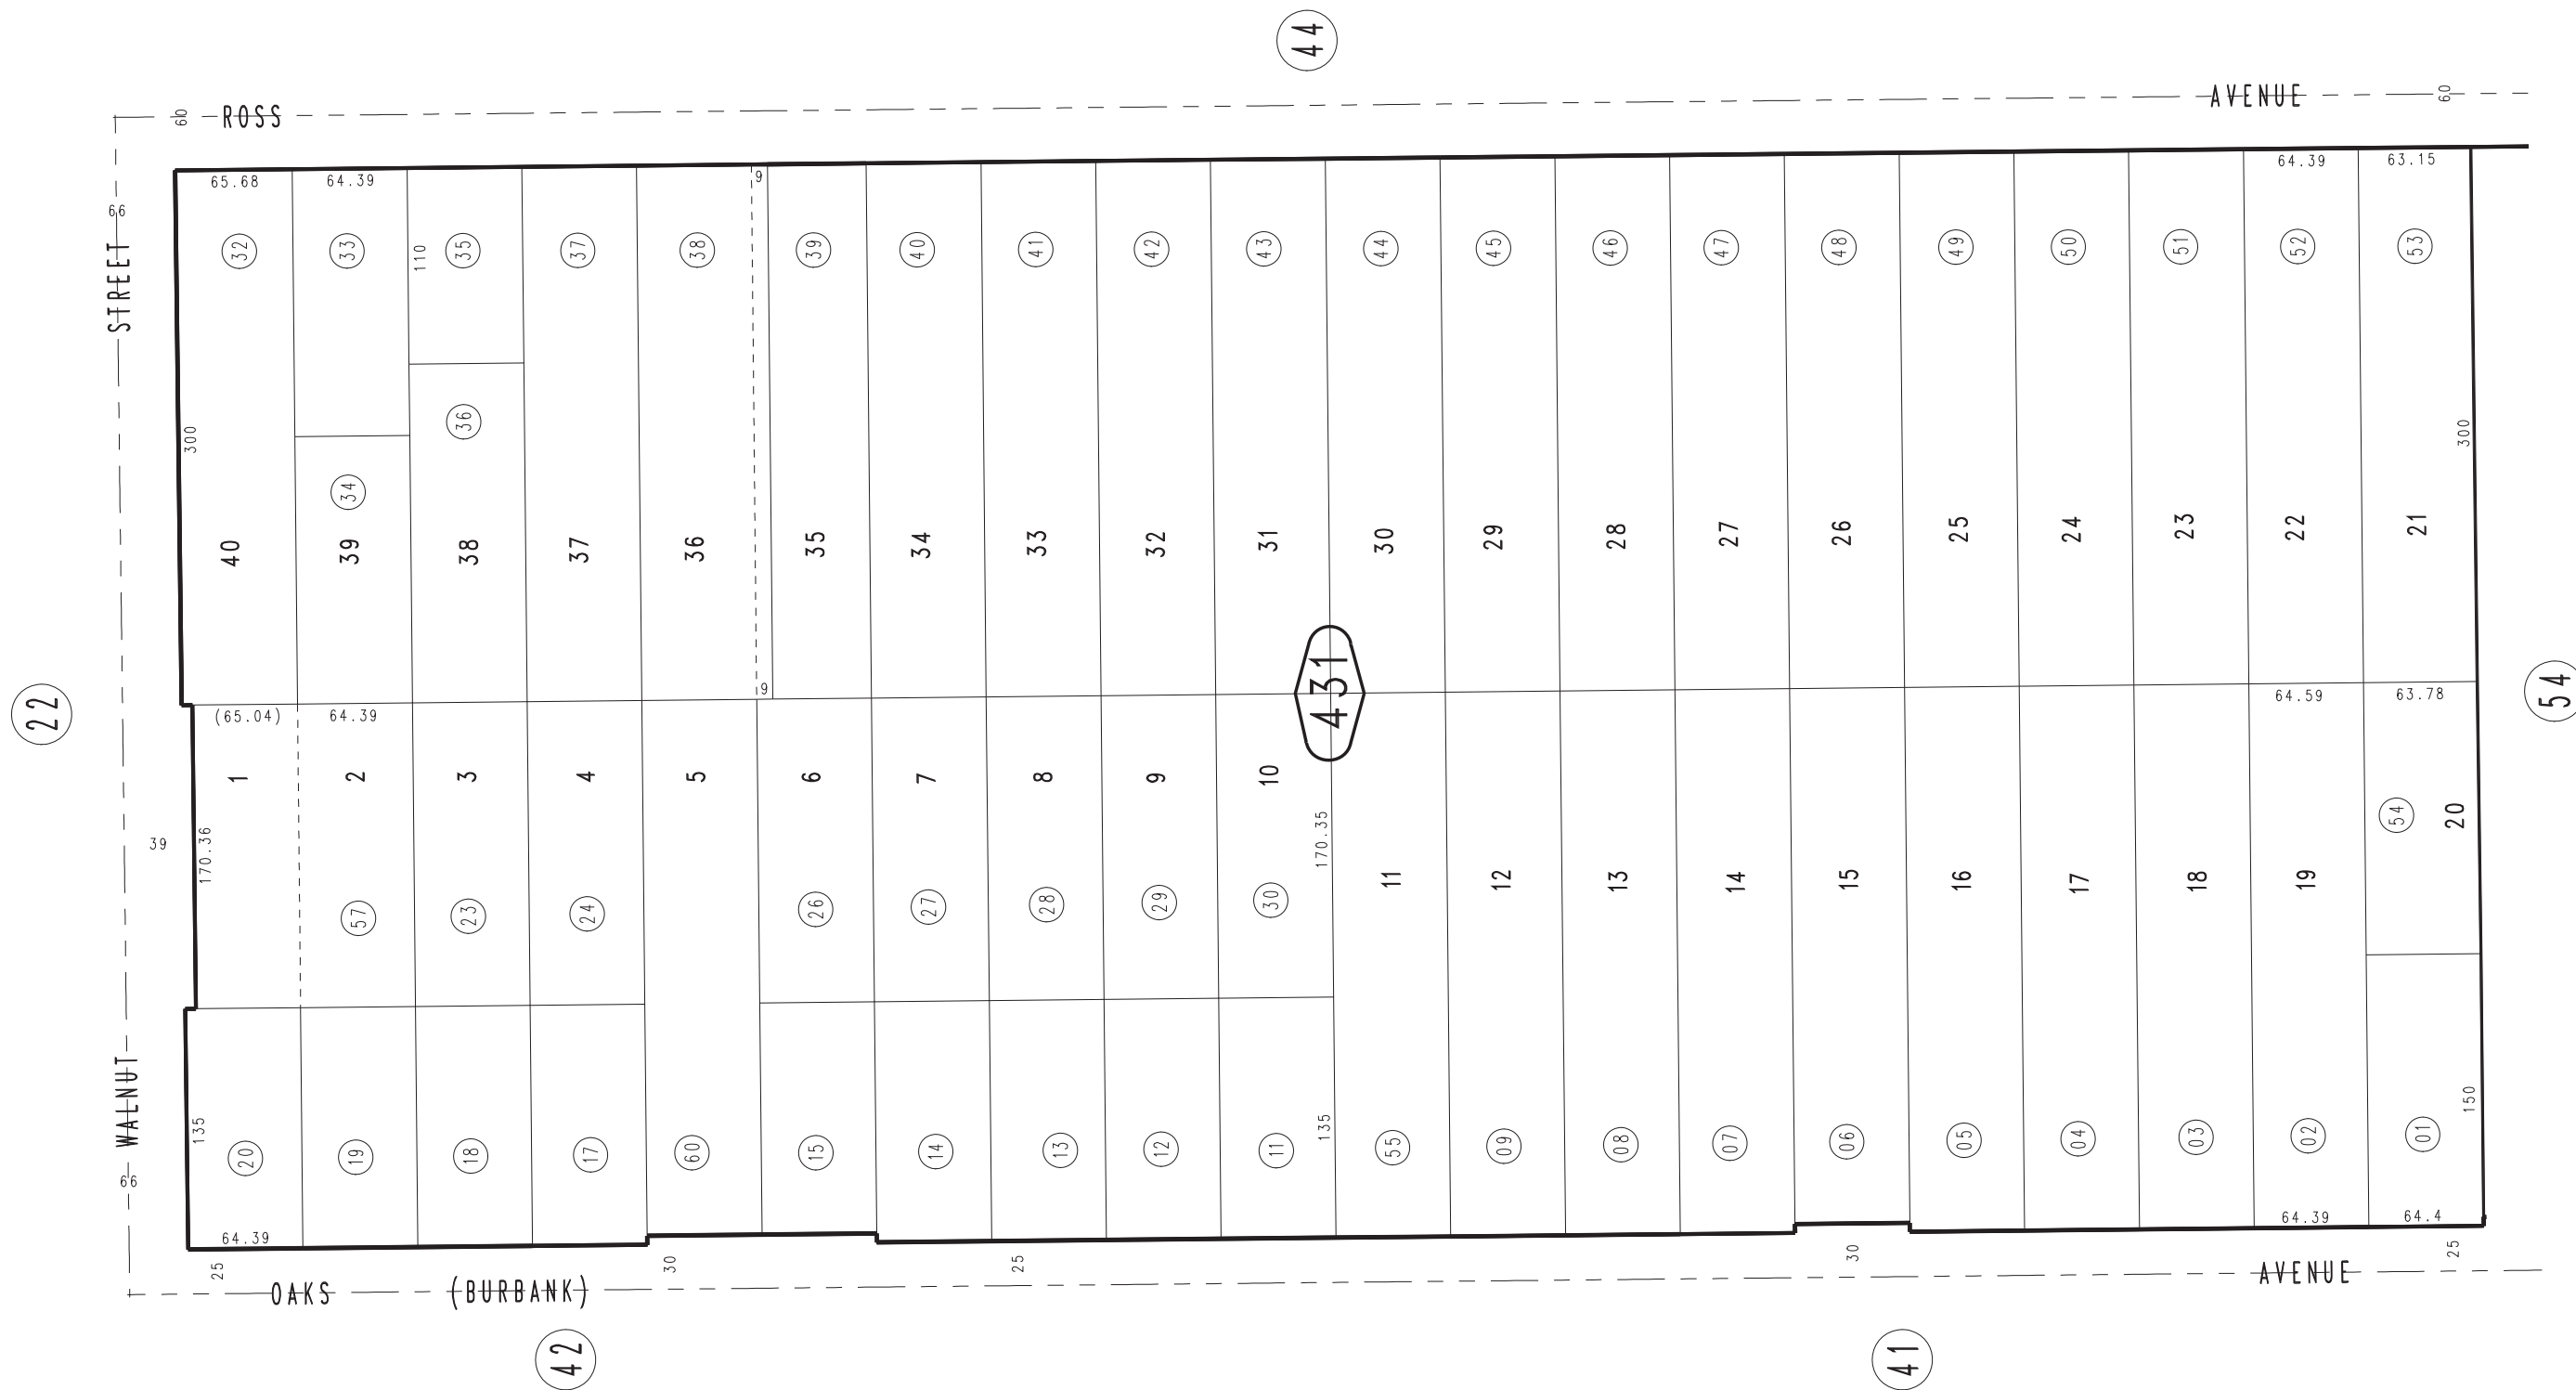 44
60 ROSS AVENUE 60
65.68 64.39 9 64.39 63.15
66
STREET
32 33 110 35 37 38 39 40 41 42 43 44 45 46 47 48 49 50 51 52 53
300 36 300
34
40 39 38 37 36 35 34 33 32 31 30 29 28 27 26 25 24 23 22 21
9
431
22 54
(65.04) 64.39 64.59 63.78
1 2 3 4 5 6 7 8 9 10
54 20
39 170.36 170.35
11 12 13 14 15 16 17 18 19
57 23 24 26 27 28 29 30
WALNUT
135 135 150
20 19 18 17 60 15 14 13 12 11 55 09 08 07 06 05 04 03 02 01
66
64.39 64.39 64.4
25 30 25 30 25
OAKS (BURBANK) AVENUE
42 41